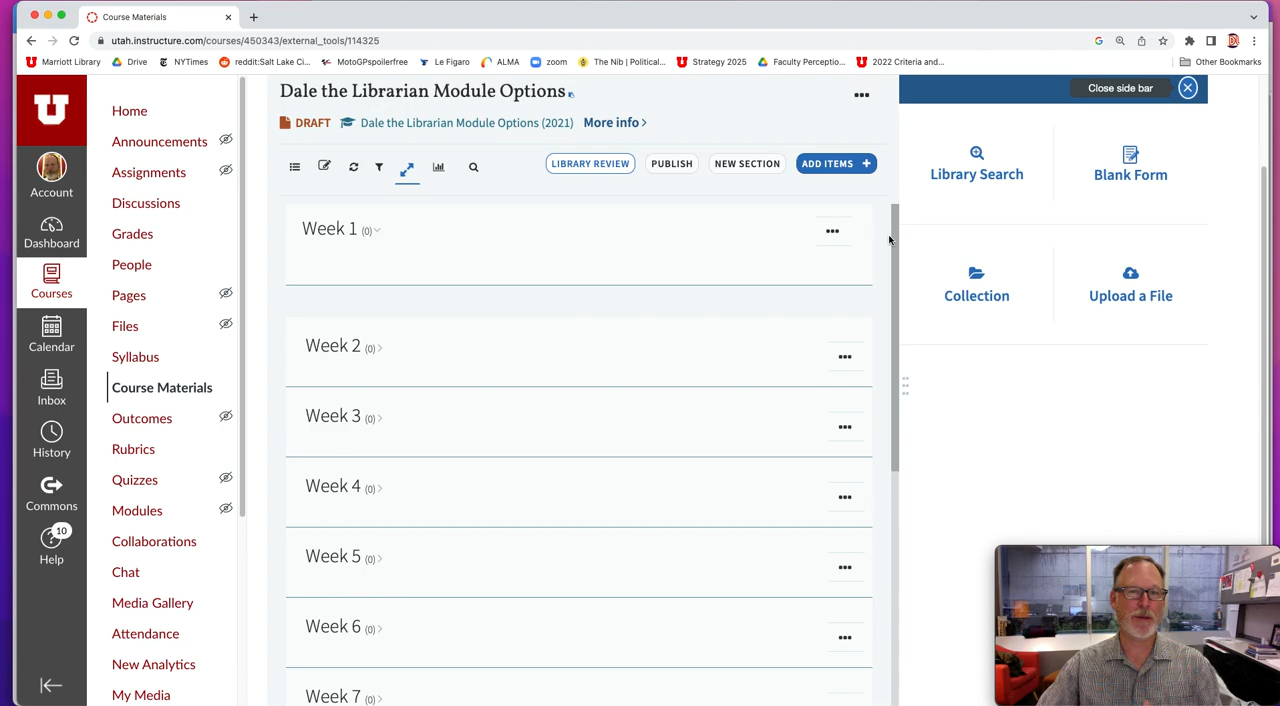 Course Materials
utah.instructure.com/courses/450343/external_tools/114325
Marriott Library
Drive
NYTimes
reddit:Salt Lake Ci...
MotoGPspoilerfree
Le Figaro
ALMA
zoom
The Nib | Political...
Strategy 2025
Faculty Perceptio...
2022 Criteria and...
Other Bookmarks
U
Account
Dashboard
Courses
Calendar
Inbox
History
Commons
10
Help
Home
Announcements
Assignments
Discussions
Grades
People
Pages
Files
Syllabus
Course Materials
Outcomes
Rubrics
Quizzes
Modules
Collaborations
Chat
Media Gallery
Attendance
New Analytics
My Media
Dale the Librarian Module Options
DRAFT Dale the Librarian Module Options (2021) More info >
LIBRARY REVIEW PUBLISH NEW SECTION ADD ITEMS +
Week 1 (0)
Week 2 (0)
Week 3 (0)
Week 4 (0)
Week 5 (0)
Week 6 (0)
Week 7 (0)
Close side bar
Library Search
Blank Form
Collection
Upload a File